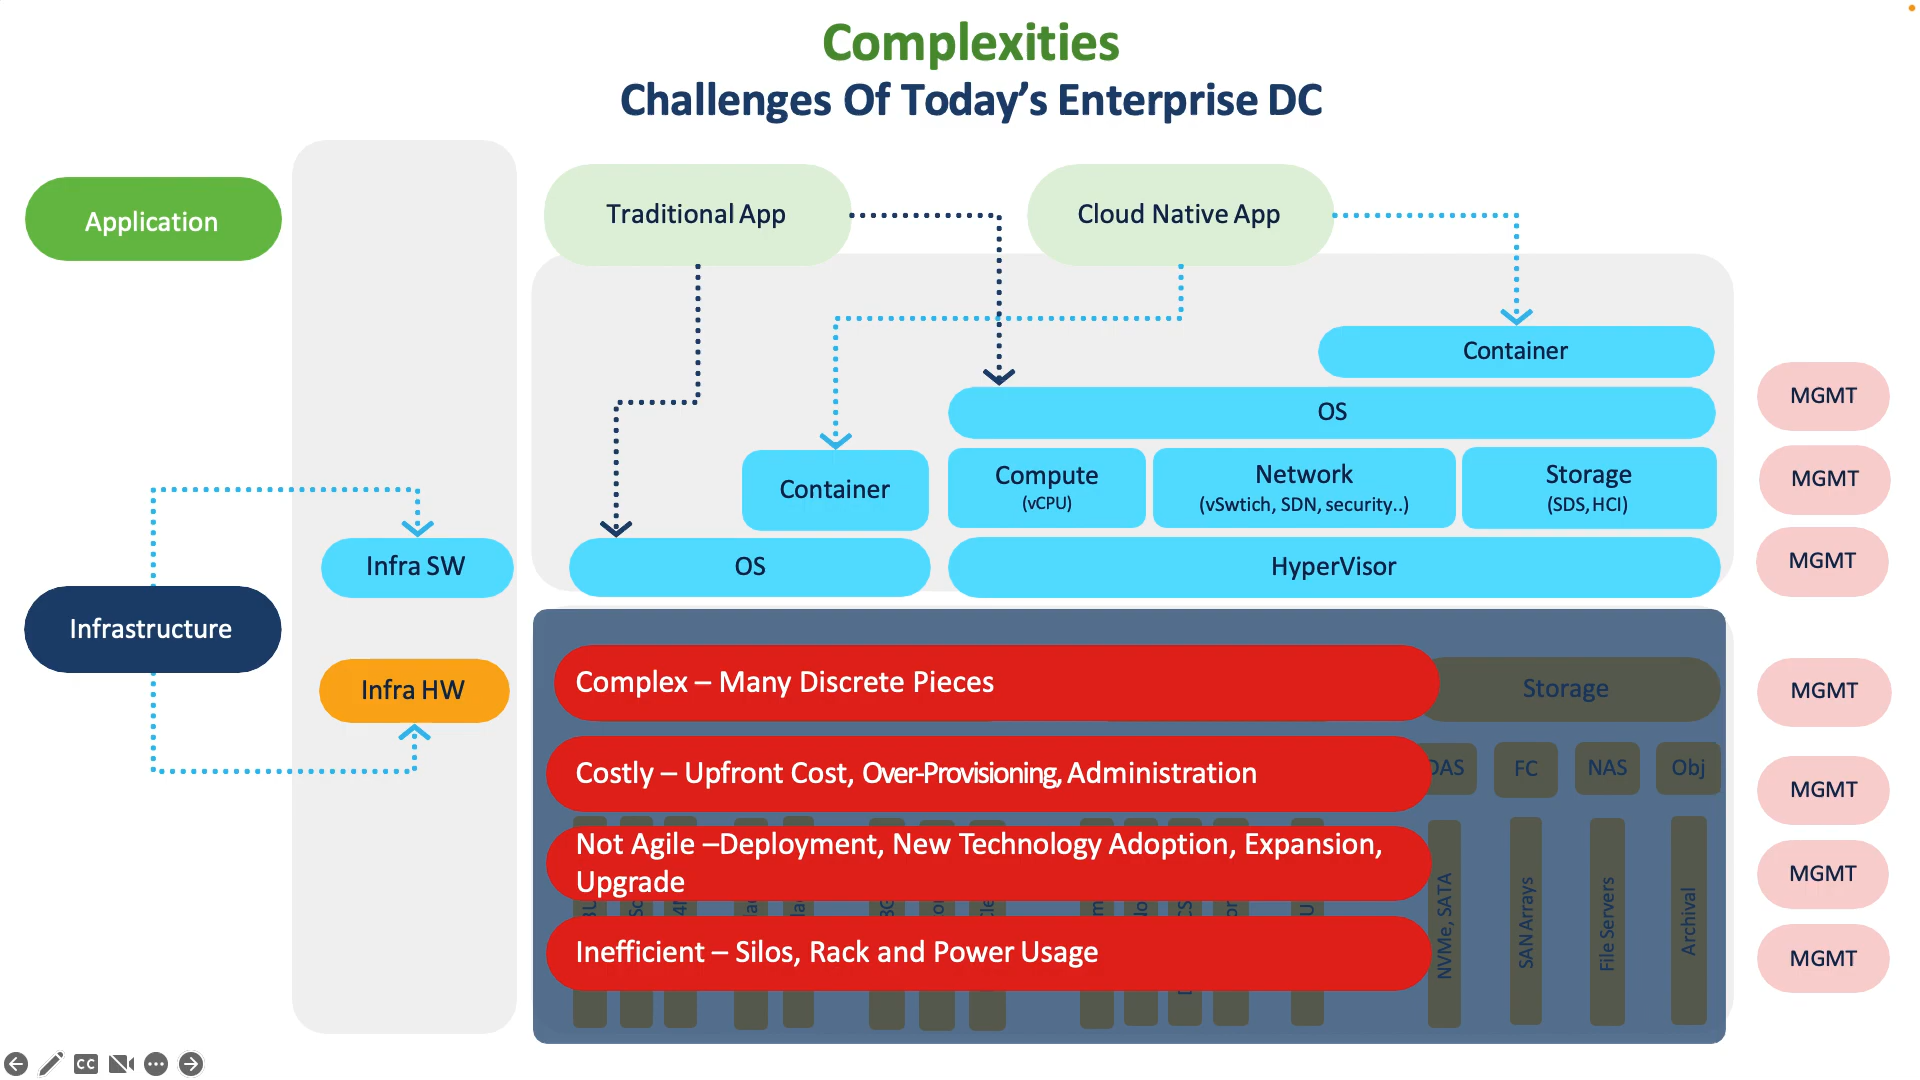 Complexities
Challenges Of Today's Enterprise DC
Application
Traditional App
Cloud Native App
Container
MGMT
OS
Container
Compute
(vCPU)
Network
(vSwtich, SDN, security..)
Storage
(SDS, HCI)
MGMT
Infra SW
OS
HyperVisor
MGMT
Infrastructure
Infra HW
Complex – Many Discrete Pieces
Storage
MGMT
Costly – Upfront Cost, Over-Provisioning, Administration
FC
NAS
Obj
MGMT
Not Agile –Deployment, New Technology Adoption, Expansion,
Upgrade
MGMT
Inefficient – Silos, Rack and Power Usage
NVMe, SATA
SAN Arrays
File Servers
Archival
MGMT
CC